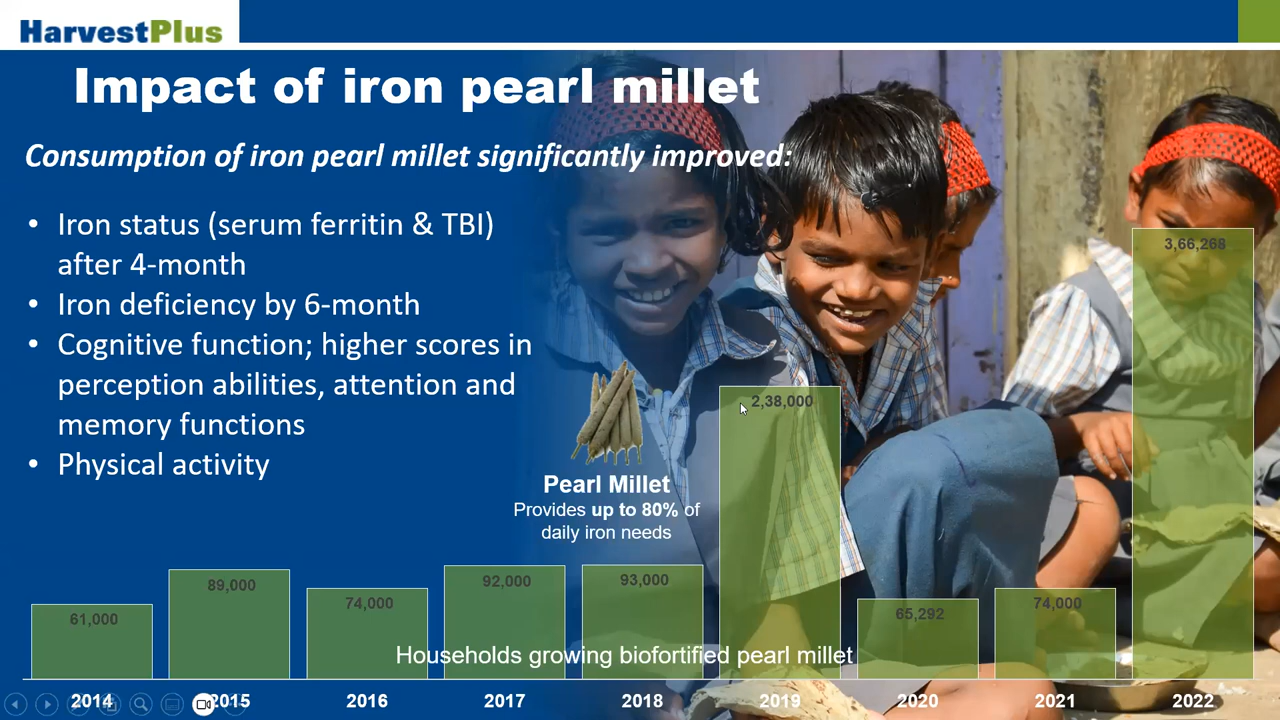 HarvestPlus
Impact of iron pearl millet
Consumption of iron pearl millet significantly improved:
• Iron status (serum ferritin & TBI)
after 4-month
• Iron deficiency by 6-month
• Cognitive function; higher scores in
perception abilities, attention and
memory functions
• Physical activity
Pearl Millet
Provides up to 80% of
daily iron needs
61,000
89,000
74,000
92,000
93,000
2,38,000
65,292
74,000
3,66,268
Households growing biofortified pearl millet
2014 2015 2016 2017 2018 2019 2020 2021 2022